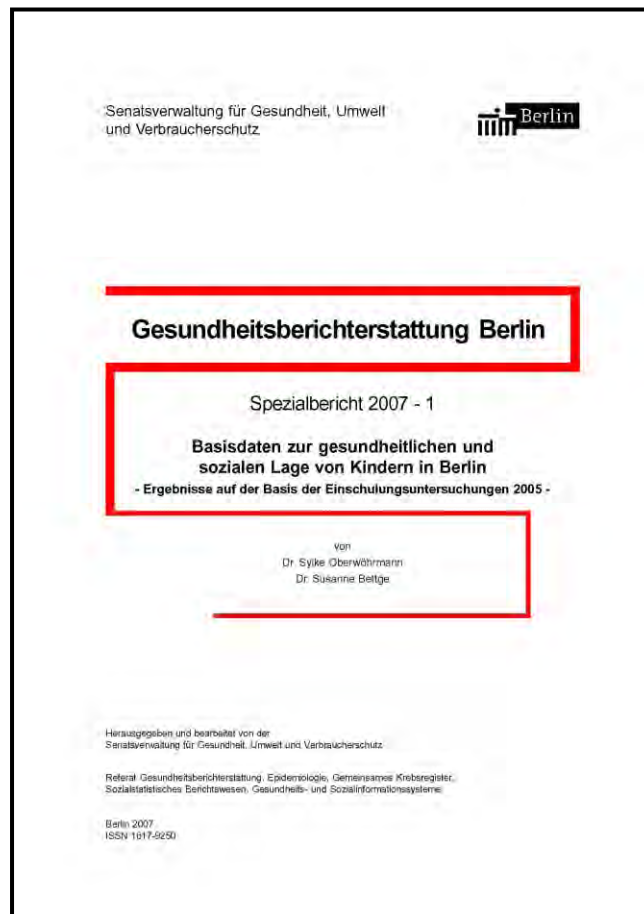 Senatsverwaltung für Gesundheit, Umwelt
und Verbraucherschutz
Berlin
Gesundheitsberichterstattung Berlin
Spezialbericht 2007 - 1
Basisdaten zur gesundheitlichen und
sozialen Lage von Kindern in Berlin
- Ergebnisse auf der Basis der Einschulungsuntersuchungen 2005 -
von
Dr. Sylke Oberwöhrmann
Dr. Susanne Bettge
Herausgegeben und bearbeitet von der
Senatsverwaltung für Gesundheit, Umwelt und Verbraucherschutz
Referat Gesundheitsberichterstattung, Epidemiologie, Gemeinsames Krebsregister,
Sozialstatistisches Berichtswesen, Gesundheits- und Sozialinformationssysteme
Berlin 2007
ISSN 1617-9250